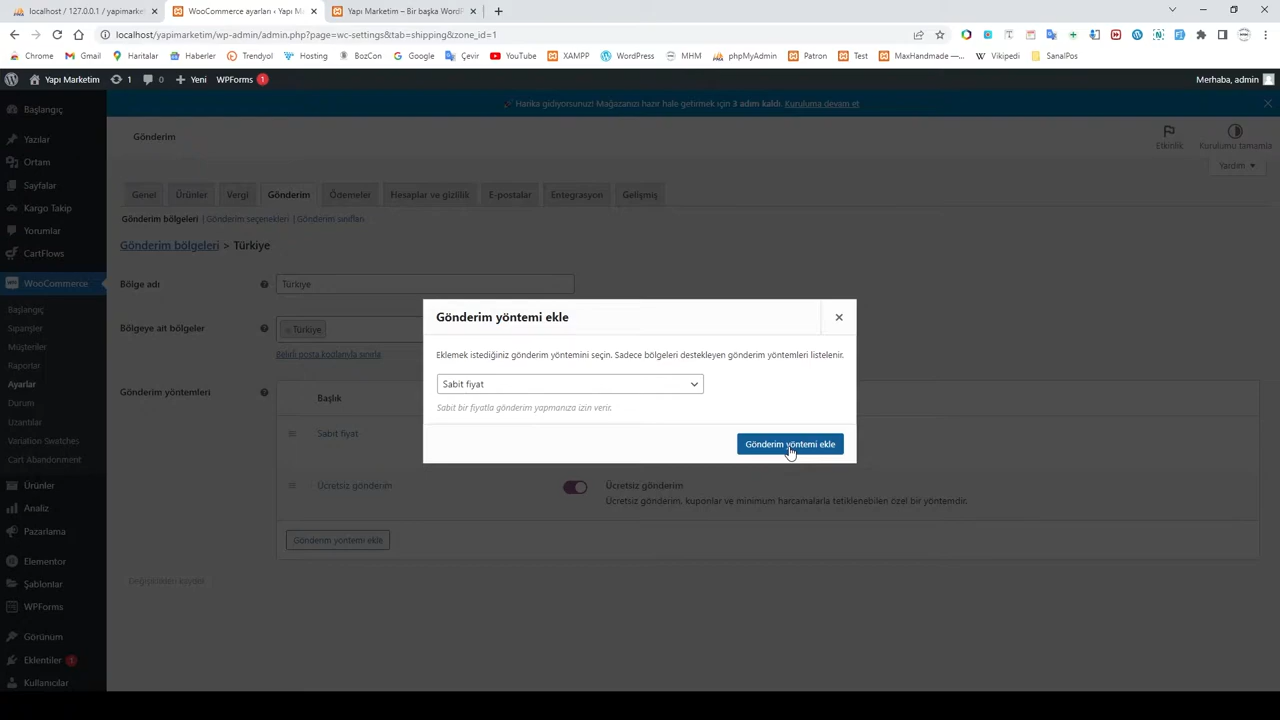 localhost / 127.0.0.1 / yapimarket
WooCommerce ayarları ‹ Yapı M
Yapı Marketim – Bir başka WordP
localhost/yapimarketim/wp-admin/admin.php?page=wc-settings&tab=shipping&zone_id=1
Chrome Gmail Haritalar Haberler Trendyol Hosting BozCon Google Çevir YouTube XAMPP WordPress MHM phpMyAdmin Patron Test MaxHandmade —... Vikipedi SanalPos
Yapı Marketim 1 0 Yeni WPForms 1 Merhaba, admin
Harika gidiyorsunuz! Mağazanızı hazır hale getirmek için 3 adım kaldı. Kuruluma devam et
Gönderim
Etkinlik
Kurulumu tamamla
Yardım
Genel Ürünler Vergi Gönderim Ödemeler Hesaplar ve gizlilik E-postalar Entegrasyon Gelişmiş
Gönderim bölgeleri | Gönderim seçenekleri | Gönderim sınıfları
Gönderim bölgeleri > Türkiye
Bölge adı
Türkiye
Bölgeye ait bölgeler
× Türkiye
Belirli posta kodlarıyla sınırla
Gönderim yöntemleri
Başlık
Sabit fiyat
Ücretsiz gönderim
Ücretsiz gönderim
Ücretsiz gönderim, kuponlar ve minimum harcamalarla tetiklenebilen özel bir yöntemdir.
Gönderim yöntemi ekle
Değişiklikleri kaydet
Gönderim yöntemi ekle
Eklemek istediğiniz gönderim yöntemini seçin. Sadece bölgeleri destekleyen gönderim yöntemleri listelenir.
Sabit fiyat
Sabit bir fiyatla gönderim yapmanıza izin verir.
Gönderim yöntemi ekle
Başlangıç
Yazılar
Ortam
Sayfalar
Kargo Takip
Yorumlar
CartFlows
WooCommerce
Başlangıç
Siparişler
Müşteriler
Raporlar
Ayarlar
Durum
Uzantılar
Variation Swatches
Cart Abandonment
Ürünler
Analiz
Pazarlama
Elementor
Şablonlar
WPForms
Görünüm
Eklentiler 1
Kullanıcılar